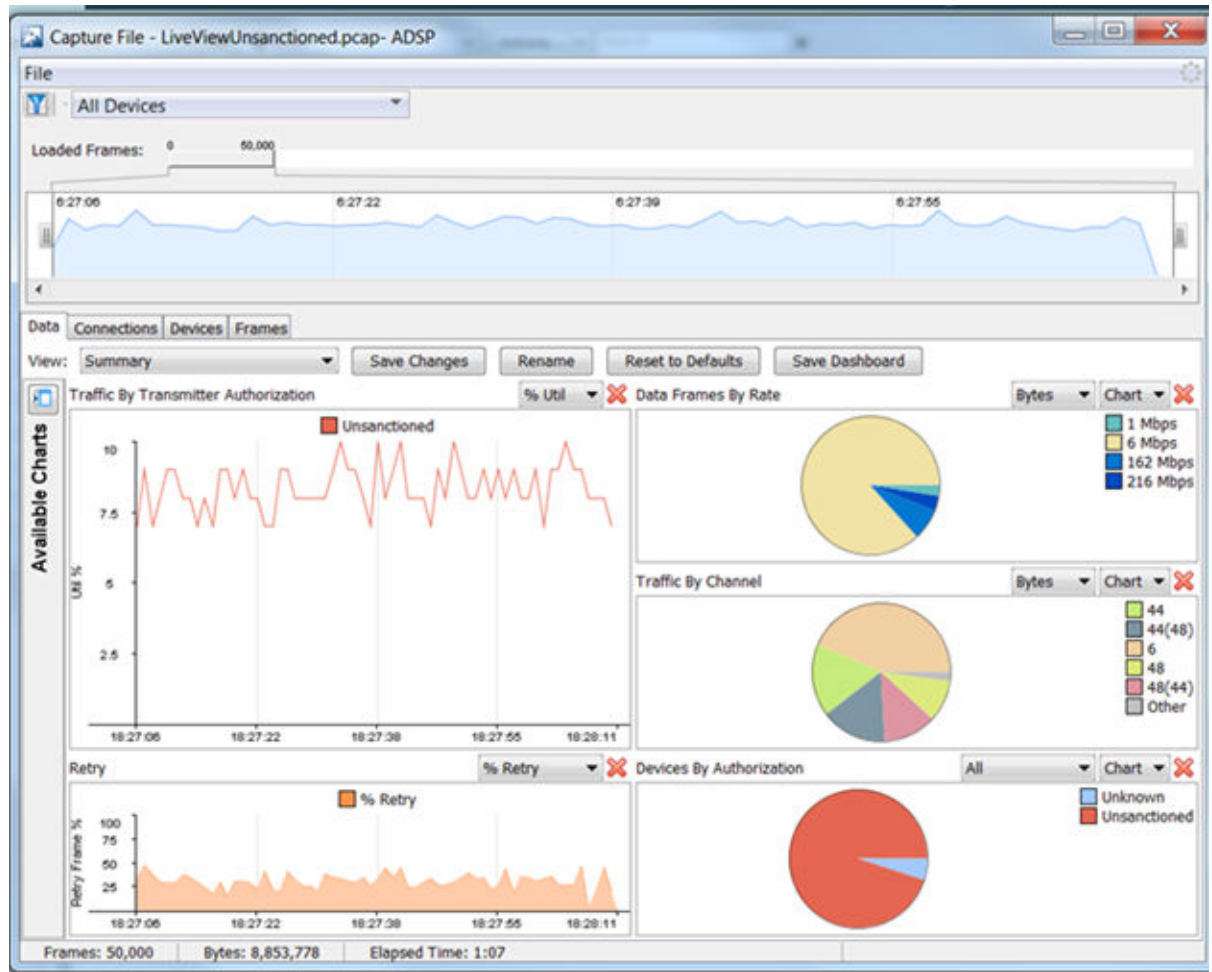 Capture File - LiveViewUnsanctioned.pcap- ADSP
File
All Devices
Loaded Frames: 0 50,000
6:27:06 6:27:22 6:27:39 6:27:55
Data Connections Devices Frames
View: Summary Save Changes Rename Reset to Defaults Save Dashboard
Available Charts
Traffic By Transmitter Authorization % Util
Unsanctioned
10
7.5
5
2.5
Util %
18:27:06 18:27:22 18:27:38 18:27:55 18:28:11
Retry % Retry
% Retry
100
75
50
25
Retry Frame %
18:27:06 18:27:22 18:27:38 18:27:55 18:28:11
Data Frames By Rate Bytes Chart
1 Mbps
6 Mbps
162 Mbps
216 Mbps
Traffic By Channel Bytes Chart
44
44(48)
6
48
48(44)
Other
Devices By Authorization All Chart
Unknown
Unsanctioned
Frames: 50,000 Bytes: 8,853,778 Elapsed Time: 1:07